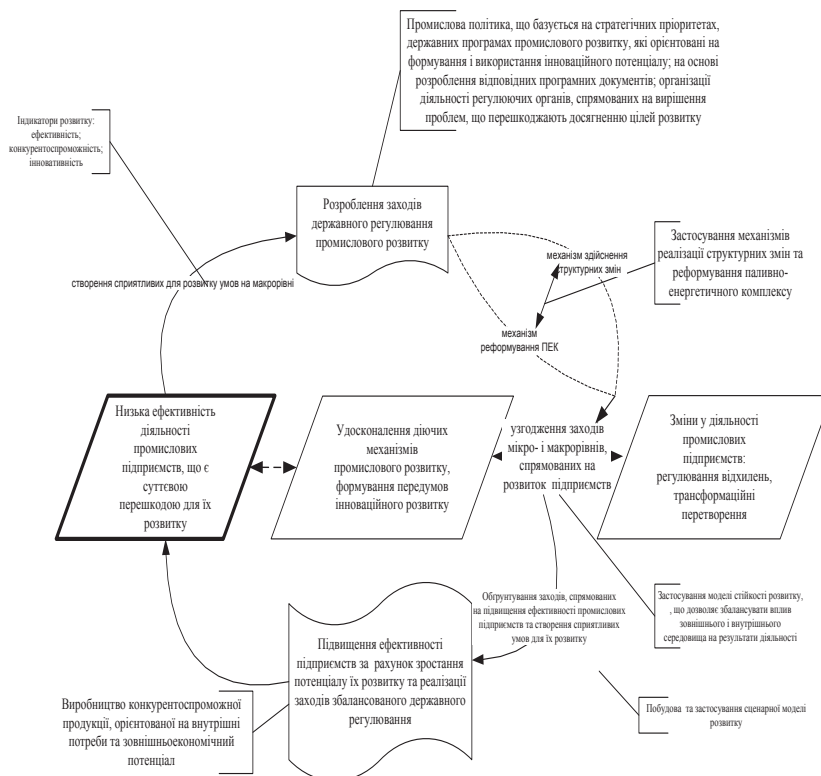 Промислова політика, що базується на стратегічних пріоритетах,
державних програмах промислового розвитку, які орієнтовані на
формування і використання інноваційного потенціалу; на основі
розроблення відповідних програмних документів; організації
діяльності регулюючих органів, спрямованих на вирішення
проблем, що перешкоджають досягненню цілей розвитку
Індикатори розвитку:
ефективність;
конкурентоспроможність;
інновативність
Розроблення заходів
державного регулювання
промислового розвитку
Застосування механізмів
реалізації структурних змін та
реформування паливно-
енергетичного комплексу
механізм здійснення
структурних змін
створення сприятливих для розвитку умов на макрорівні
механізм
реформування ПЕК
Низька ефективність
діяльності
промислових
підприємств, що є
суттєвою
перешкодою для їх
розвитку
Удосконалення діючих
механізмів
промислового розвитку,
формування передумов
інноваційного розвитку
узгодження заходів
мікро- і макрорівнів,
спрямованих на
розвиток підприємств
Зміни у діяльності
промислових
підприємств:
регулювання відхилень,
трансформаційні
перетворення
Обґрунтування заходів, спрямованих
на підвищення ефективності промислових
підприємств та створення сприятливих
умов для їх розвитку
Застосування моделі стійкості розвитку,
, що дозволяє збалансувати вплив
зовнішнього і внутрішнього
середовища на результати діяльності
Підвищення ефективності
підприємств за рахунок зростання
потенціалу їх розвитку та реалізації
заходів збалансованого державного
регулювання
Виробництво конкурентоспроможної
продукції, орієнтованої на внутрішні
потреби та зовнішньоекономічний
потенціал
Побудова та застосування сценарної моделі
розвитку